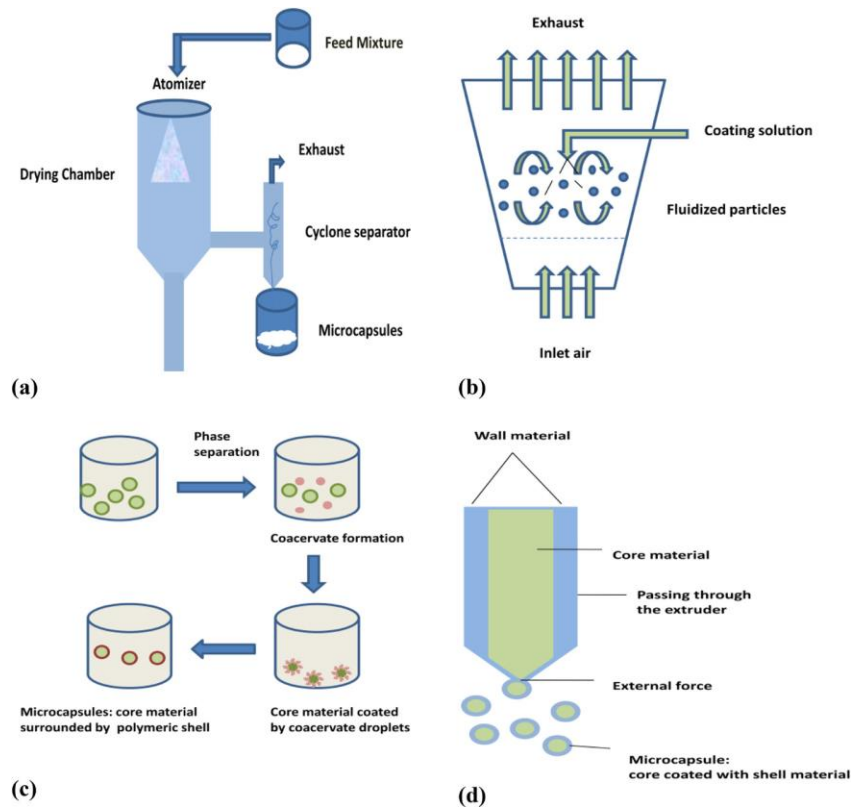 Feed Mixture
Atomizer
Drying Chamber
Exhaust
Cyclone separator
Microcapsules
(a)
Exhaust
Coating solution
Fluidized particles
Inlet air
(b)
Phase
separation
Coacervate formation
Microcapsules: core material
surrounded by polymeric shell
Core material coated
by coacervate droplets
(c)
Wall material
Core material
Passing through
the extruder
External force
Microcapsule:
core coated with shell material
(d)